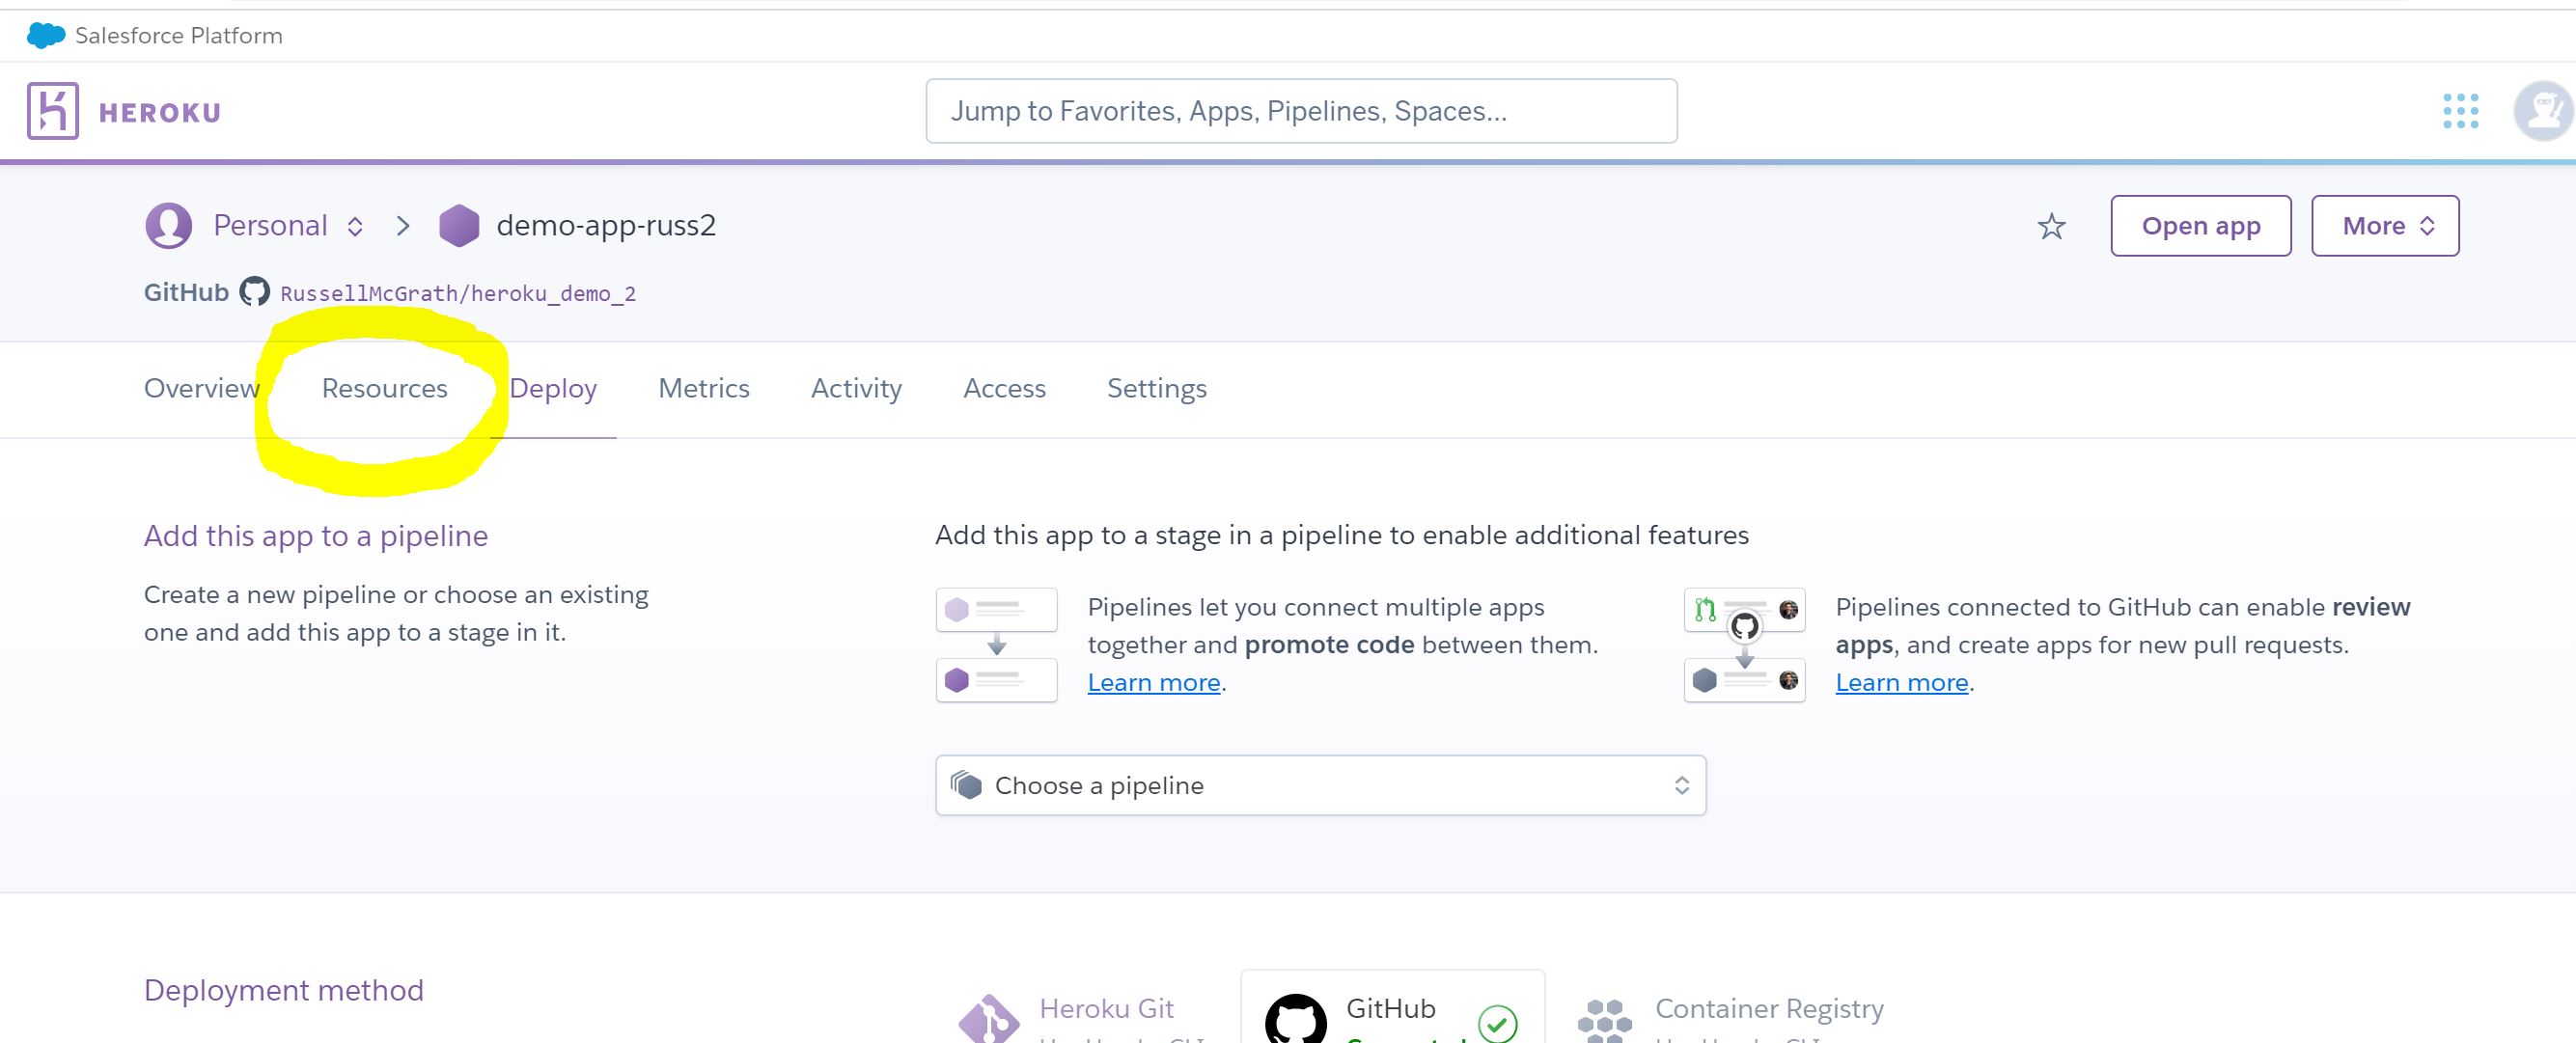 Salesforce Platform
HEROKU
Jump to Favorites, Apps, Pipelines, Spaces...
Personal
demo-app-russ2
Open app
More
GitHub RussellMcGrath/heroku_demo_2
Overview Resources Deploy Metrics Activity Access Settings
Add this app to a pipeline
Create a new pipeline or choose an existing
one and add this app to a stage in it.
Add this app to a stage in a pipeline to enable additional features
Pipelines let you connect multiple apps
together and promote code between them.
Learn more.
Pipelines connected to GitHub can enable review
apps, and create apps for new pull requests.
Learn more.
Choose a pipeline
Deployment method
Heroku Git
GitHub
Container Registry